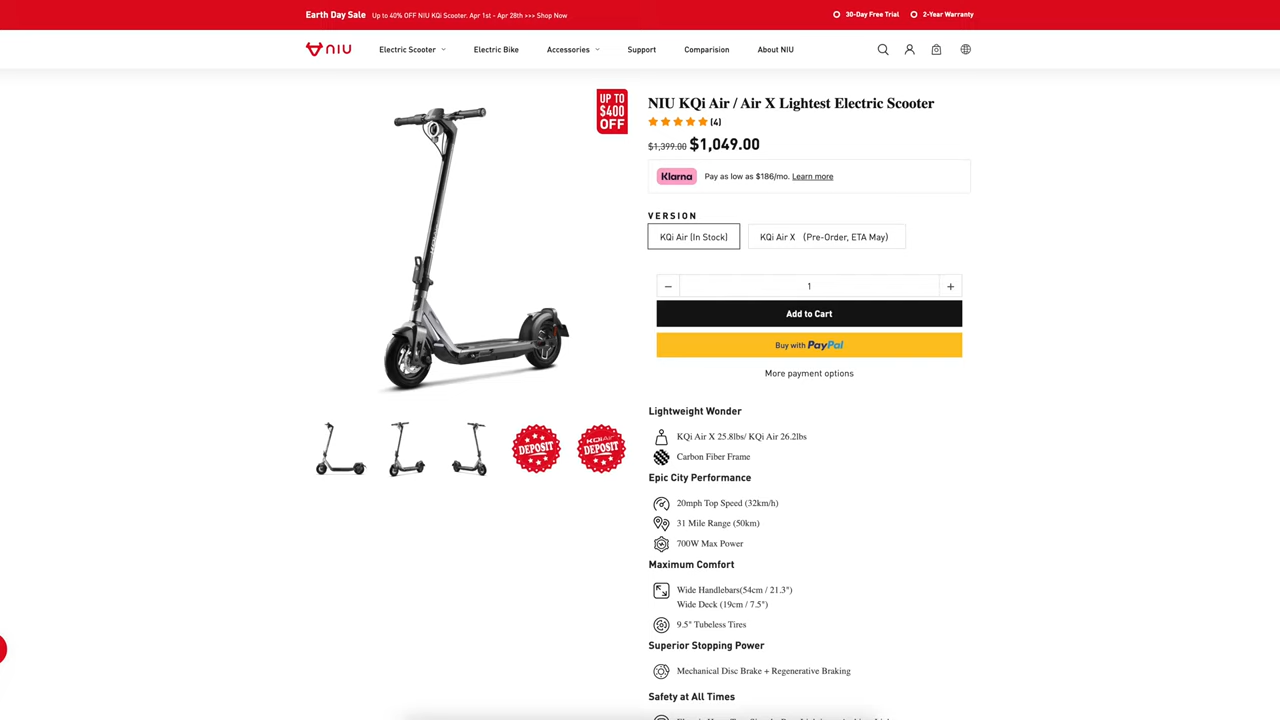 Earth Day Sale Up to 40% OFF NIU KQi Scooter. Apr 1st - Apr 28th >>> Shop Now
30-Day Free Trial 2-Year Warranty
NIU Electric Scooter Electric Bike Accessories Support Comparision About NIU
UP TO
$400
OFF
NIU KQi Air / Air X Lightest Electric Scooter
(4)
$1,399.00 $1,049.00
Klarna Pay as low as $186/mo. Learn more
VERSION
KQi Air (In Stock) KQi Air X (Pre-Order, ETA May)
− 1 +
Add to Cart
Buy with PayPal
More payment options
DEPOSIT
KQi Air
DEPOSIT
Lightweight Wonder
KQi Air X 25.8lbs/ KQi Air 26.2lbs
Carbon Fiber Frame
Epic City Performance
20mph Top Speed (32km/h)
31 Mile Range (50km)
700W Max Power
Maximum Comfort
Wide Handlebars(54cm / 21.3")
Wide Deck (19cm / 7.5")
9.5" Tubeless Tires
Superior Stopping Power
Mechanical Disc Brake + Regenerative Braking
Safety at All Times